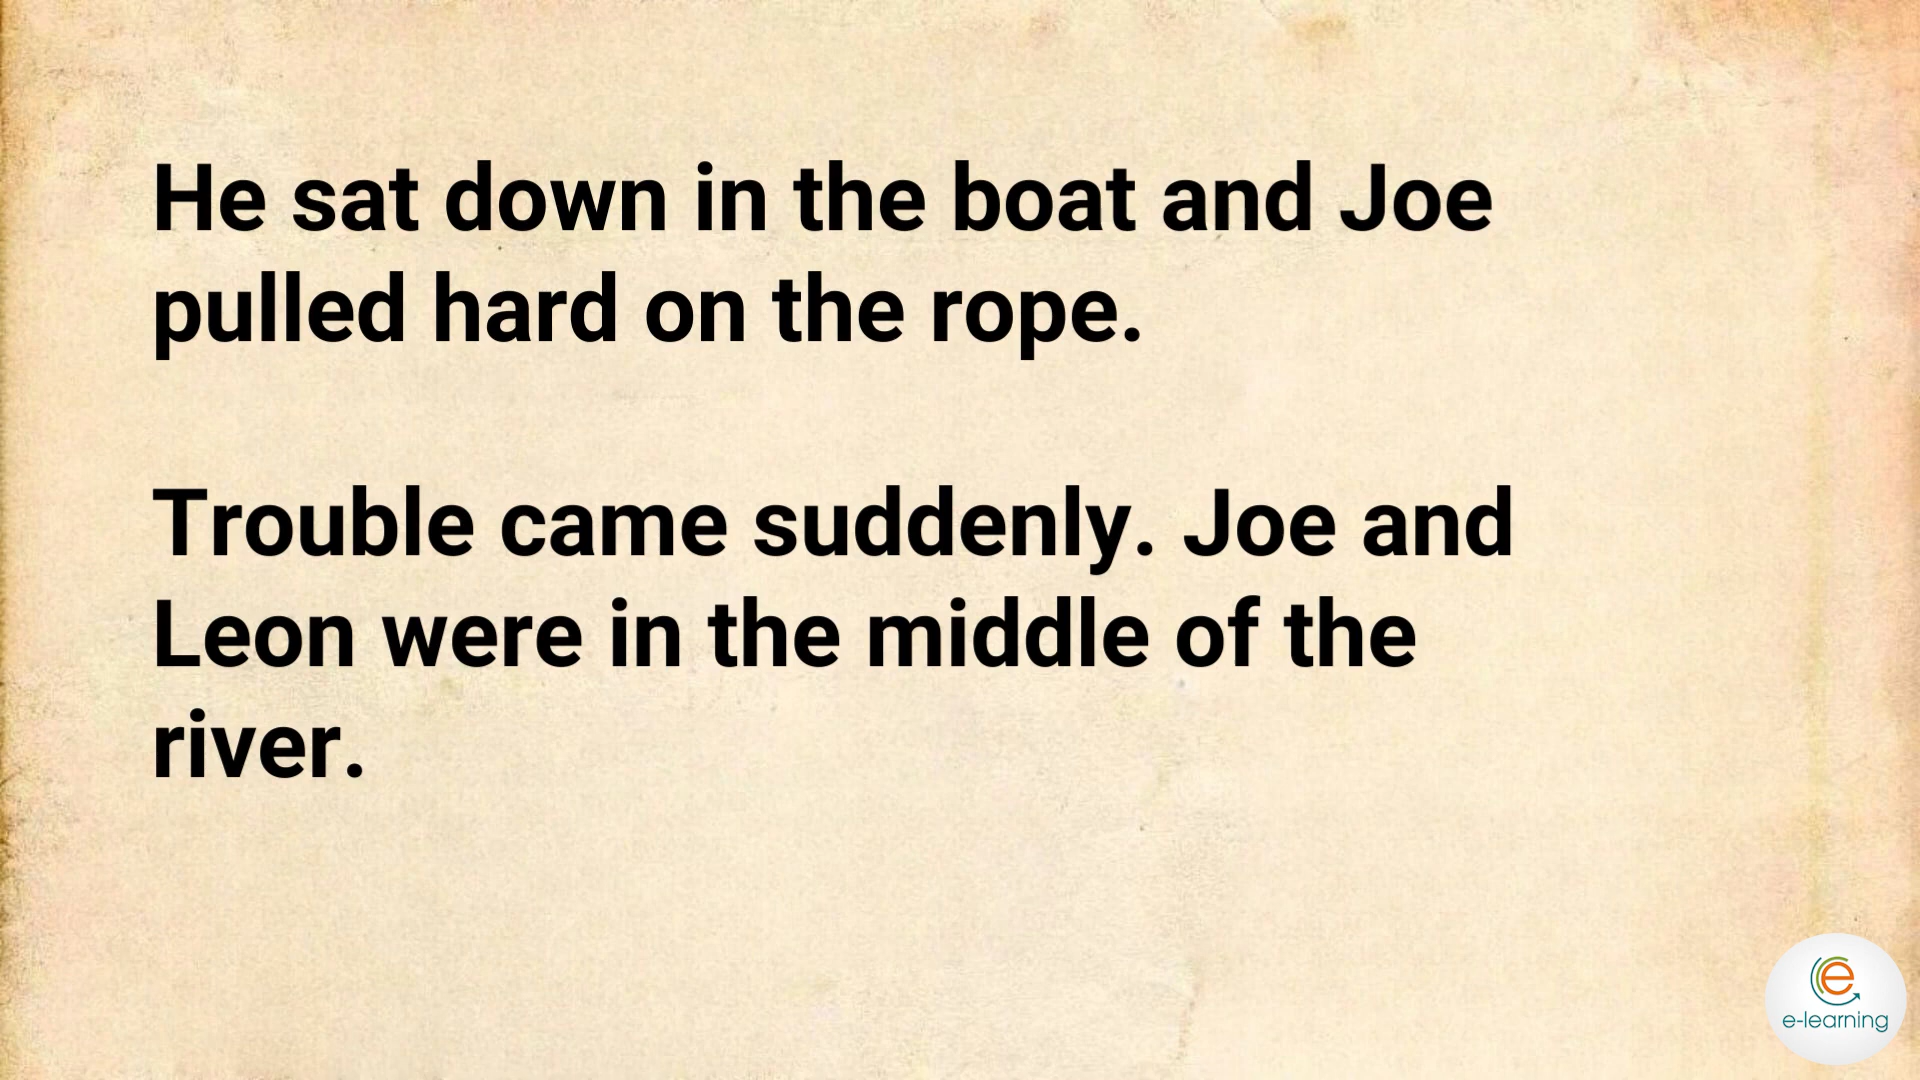 He sat down in the boat and Joe
pulled hard on the rope.
Trouble came suddenly. Joe and
Leon were in the middle of the
river.
e
e-learning